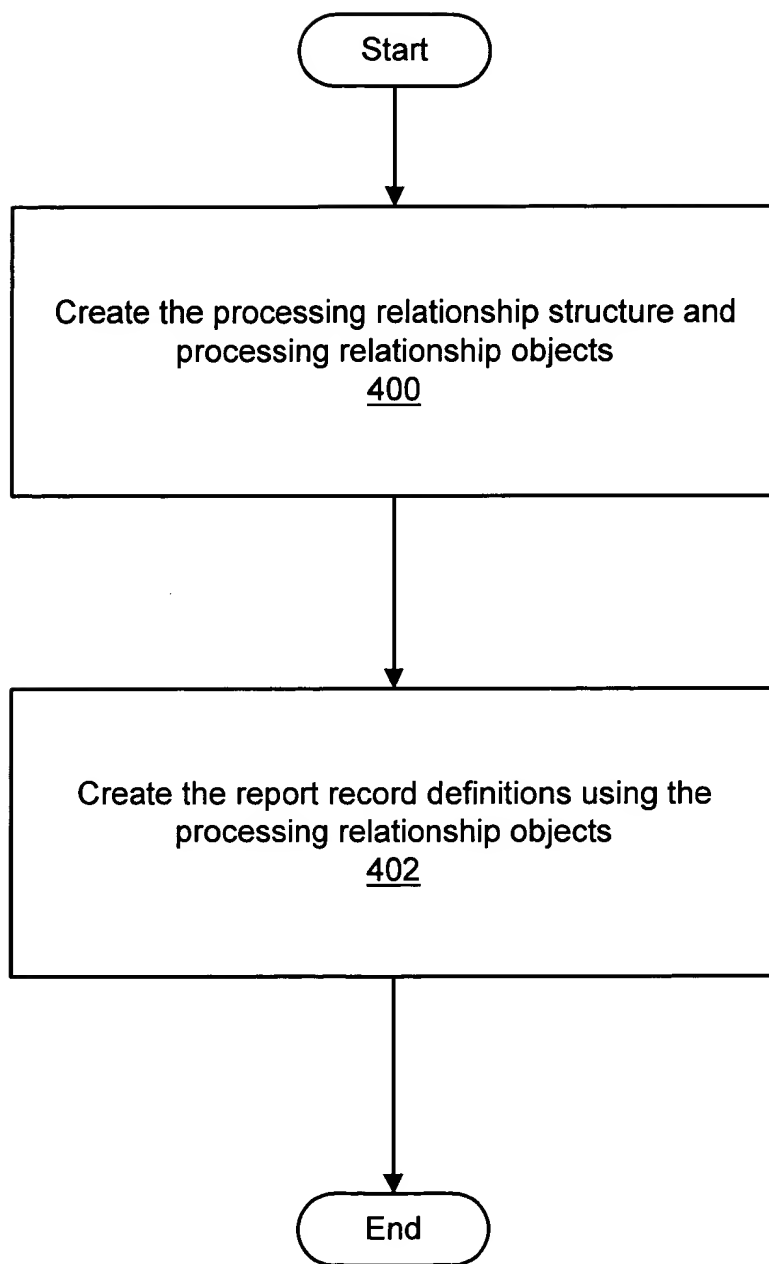 Start
Create the processing relationship structure and
processing relationship objects
400
Create the report record definitions using the
processing relationship objects
402
End